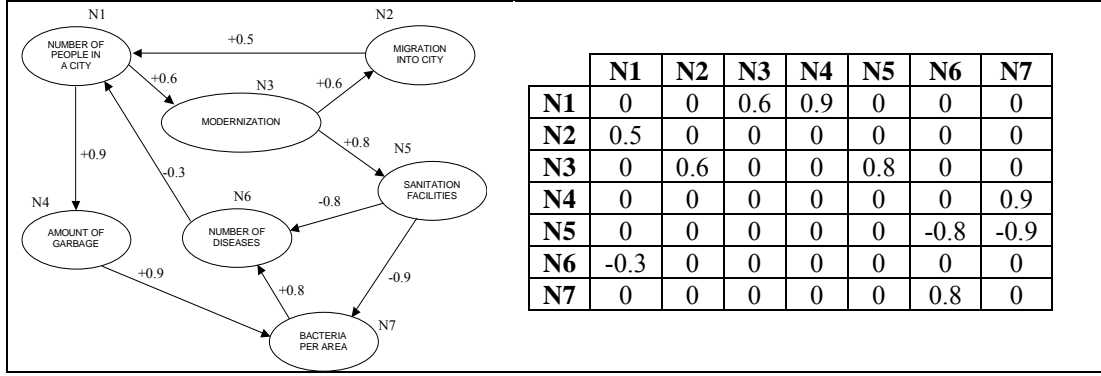 N1
N2
NUMBER OF
PEOPLE IN
A CITY
+0.5
MIGRATION
INTO CITY
+0.6
N3
+0.6
MODERNIZATION
+0.8
N5
+0.9
-0.3
SANITATION
FACILITIES
N4
N6
-0.8
AMOUNT OF
GARBAGE
NUMBER OF
DISEASES
+0.9
+0.8
-0.9
N7
BACTERIA
PER AREA
N1 N2 N3 N4 N5 N6 N7
N1 0 0 0.6 0.9 0 0 0
N2 0.5 0 0 0 0 0 0
N3 0 0.6 0 0 0.8 0 0
N4 0 0 0 0 0 0 0.9
N5 0 0 0 0 0 -0.8 -0.9
N6 -0.3 0 0 0 0 0 0
N7 0 0 0 0 0 0.8 0